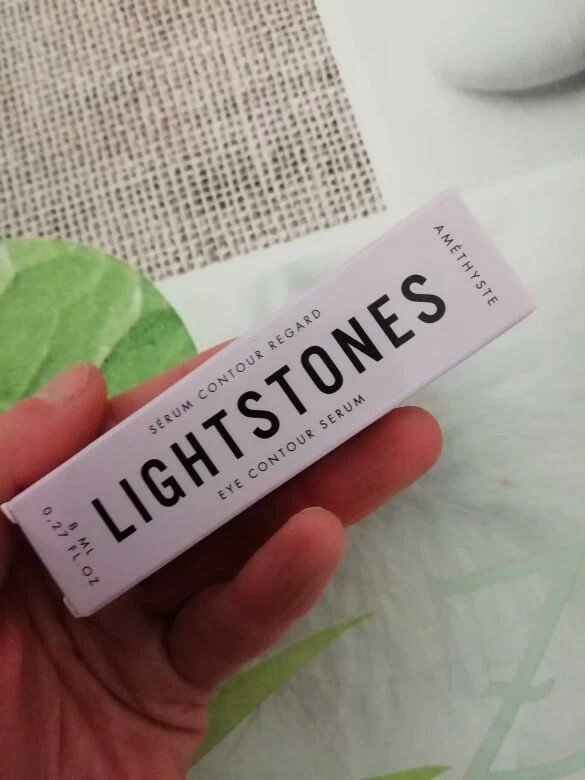 SÉRUM CONTOUR REGARD
LIGHTSTONES
EYE CONTOUR SERUM
AMÉTHYSTE
8 ML
0,27 FL.OZ